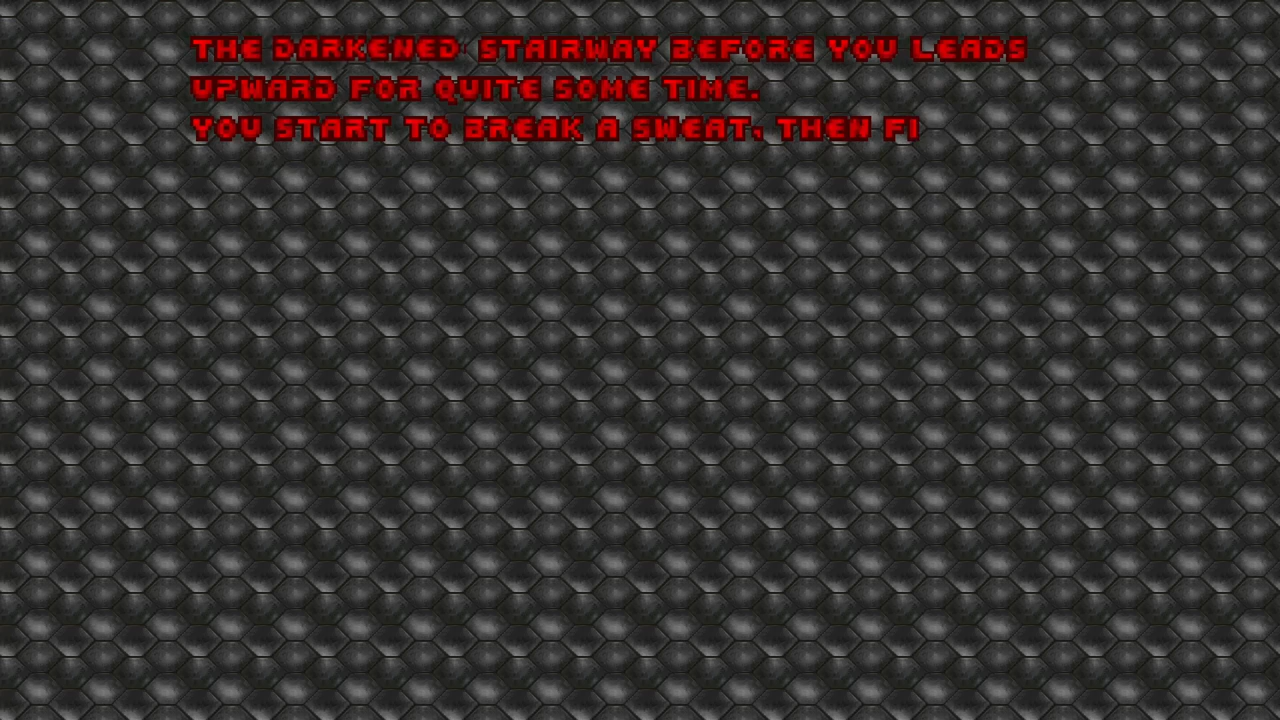 THE DARKENED STAIRWAY BEFORE YOU LEADS
UPWARD FOR QUITE SOME TIME.
YOU START TO BREAK A SWEAT, THEN FI